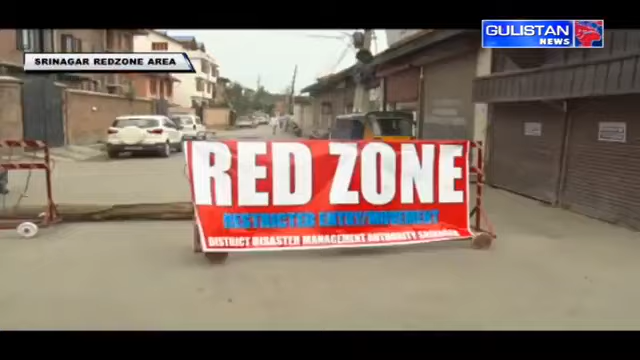 GULISTAN
NEWS
SRINAGAR REDZONE AREA
RED ZONE
RESTRICTED ENTRY/MOVEMENT
DISTRICT DISASTER MANAGEMENT AUTHORITY SRINAGAR